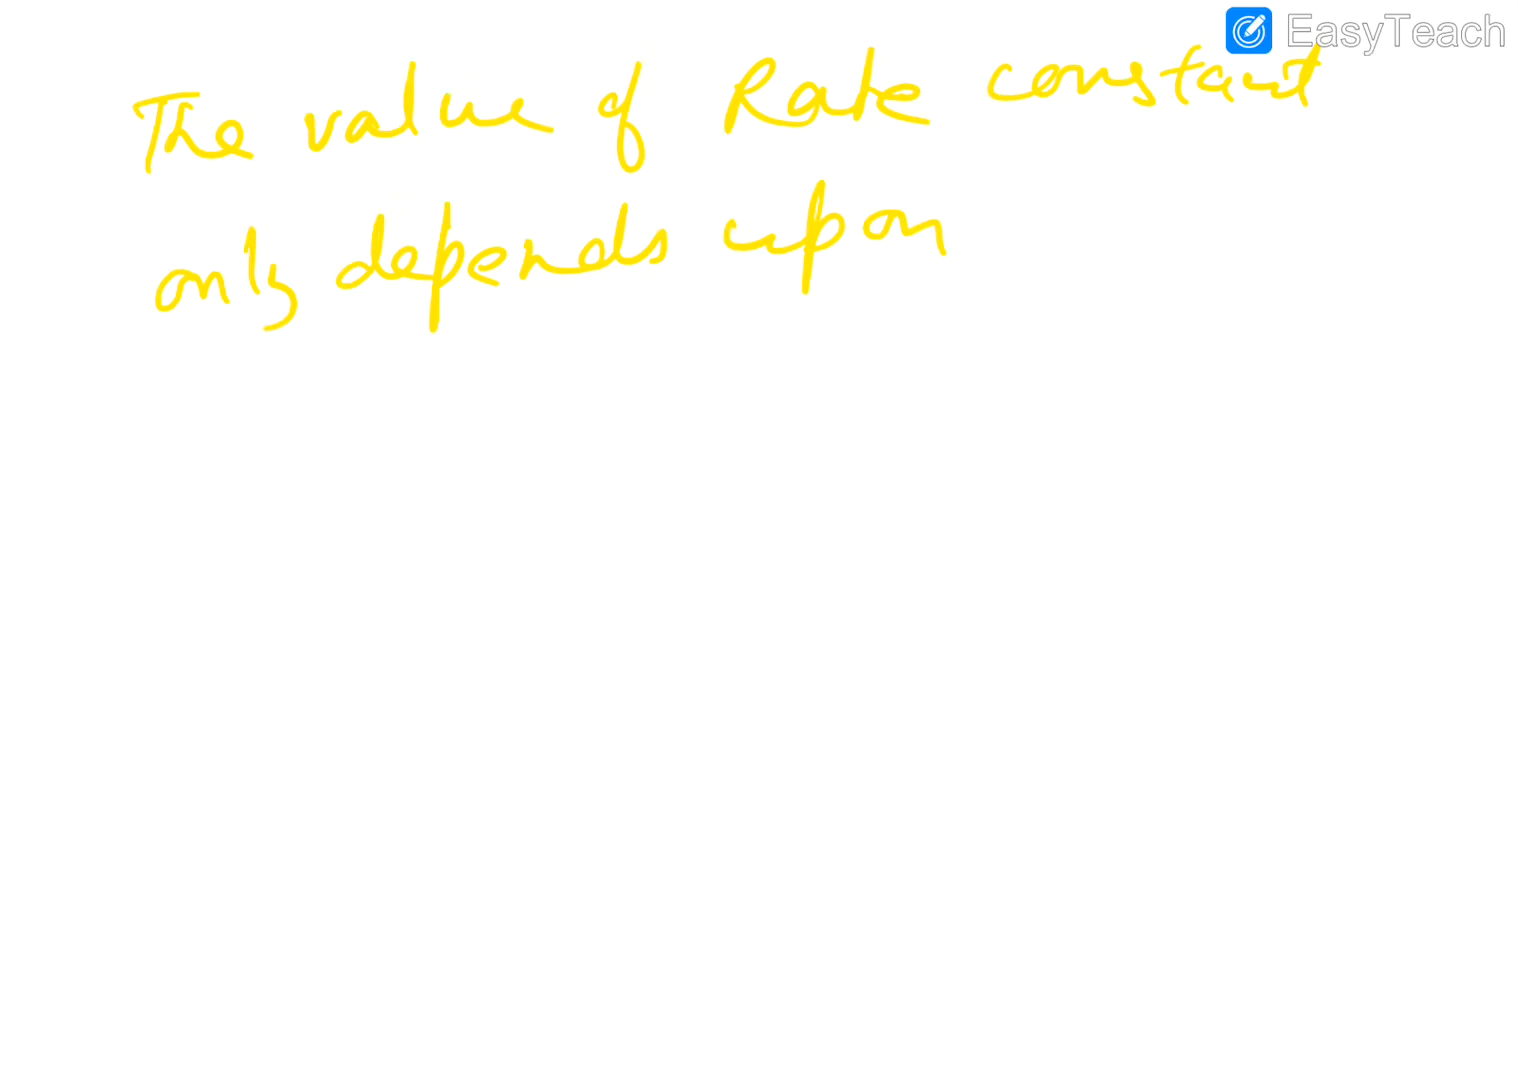 EasyTeach
The value of Rate constant
only depends upon